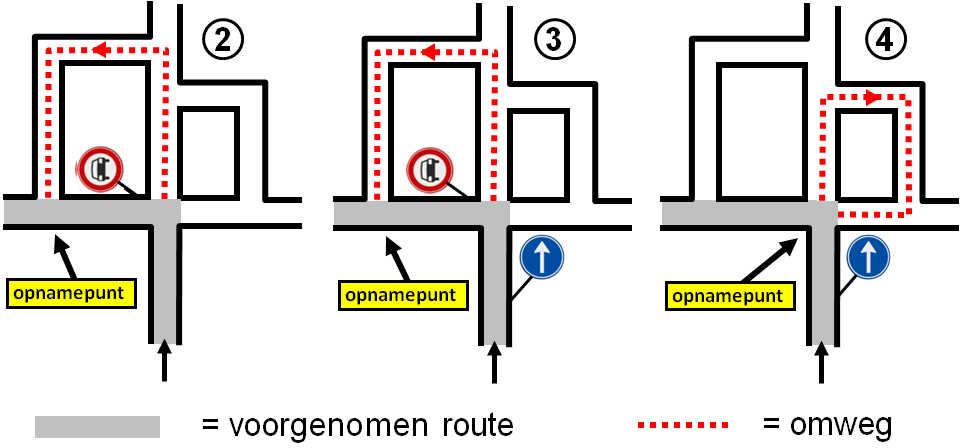 2
3
4
opnamepunt
opnamepunt
opnamepunt
= voorgenomen route
= omweg